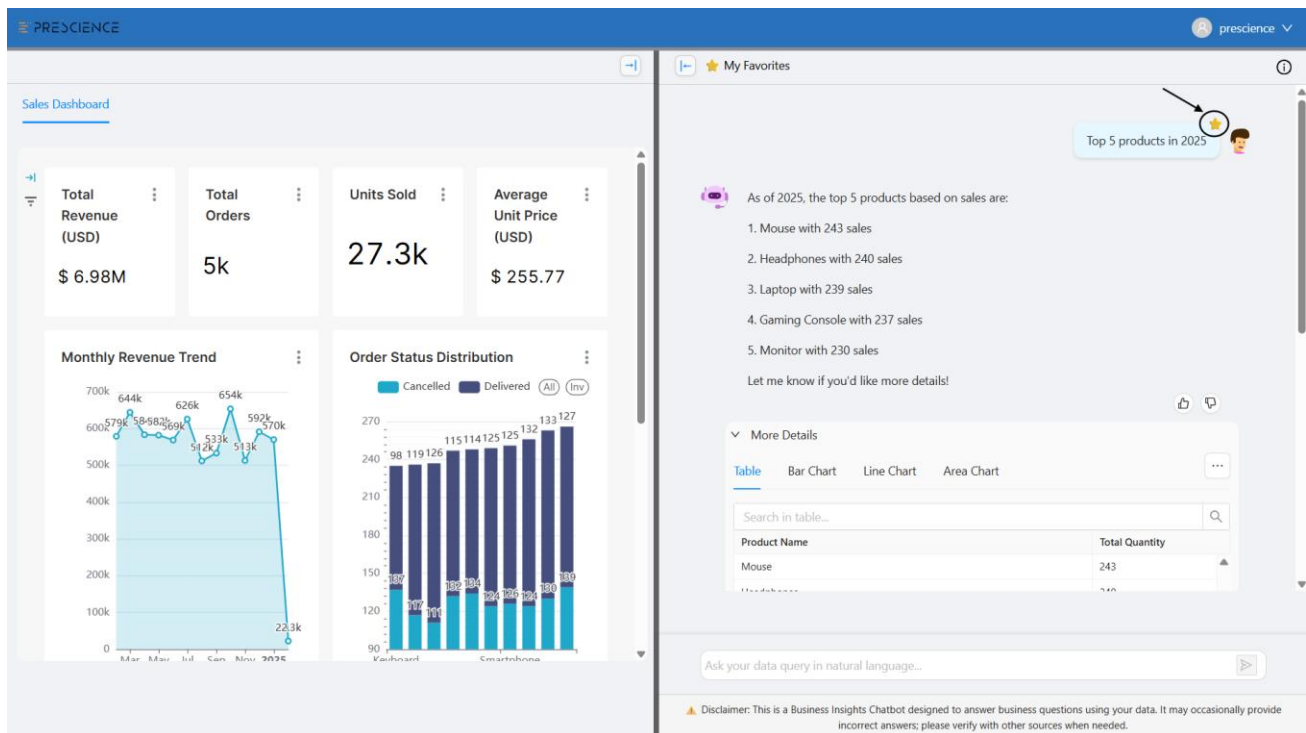 PRESCIENCE
prescience
My Favorites
Sales Dashboard
Total Revenue (USD)
$ 6.98M
Total Orders
5k
Units Sold
27.3k
Average Unit Price (USD)
$ 255.77
Monthly Revenue Trend
700k
600k
500k
400k
300k
200k
100k
0
644k
654k
626k
579k
582k
569k
592k
570k
512k
533k
513k
22.3k
Mar May Jul Sep Nov 2025
Order Status Distribution
Cancelled Delivered All Inv
270
240
210
180
150
120
90
98 119 126 115 114 125 125 132 133 127
137 117 111 132 134 124 126 124 130 139
Keyboard Smartphone
Top 5 products in 2025
As of 2025, the top 5 products based on sales are:
1. Mouse with 243 sales
2. Headphones with 240 sales
3. Laptop with 239 sales
4. Gaming Console with 237 sales
5. Monitor with 230 sales
Let me know if you'd like more details!
More Details
Table Bar Chart Line Chart Area Chart
Search in table...
Product Name Total Quantity
Mouse 243
Ask your data query in natural language...
Disclaimer: This is a Business Insights Chatbot designed to answer business questions using your data. It may occasionally provide
incorrect answers; please verify with other sources when needed.